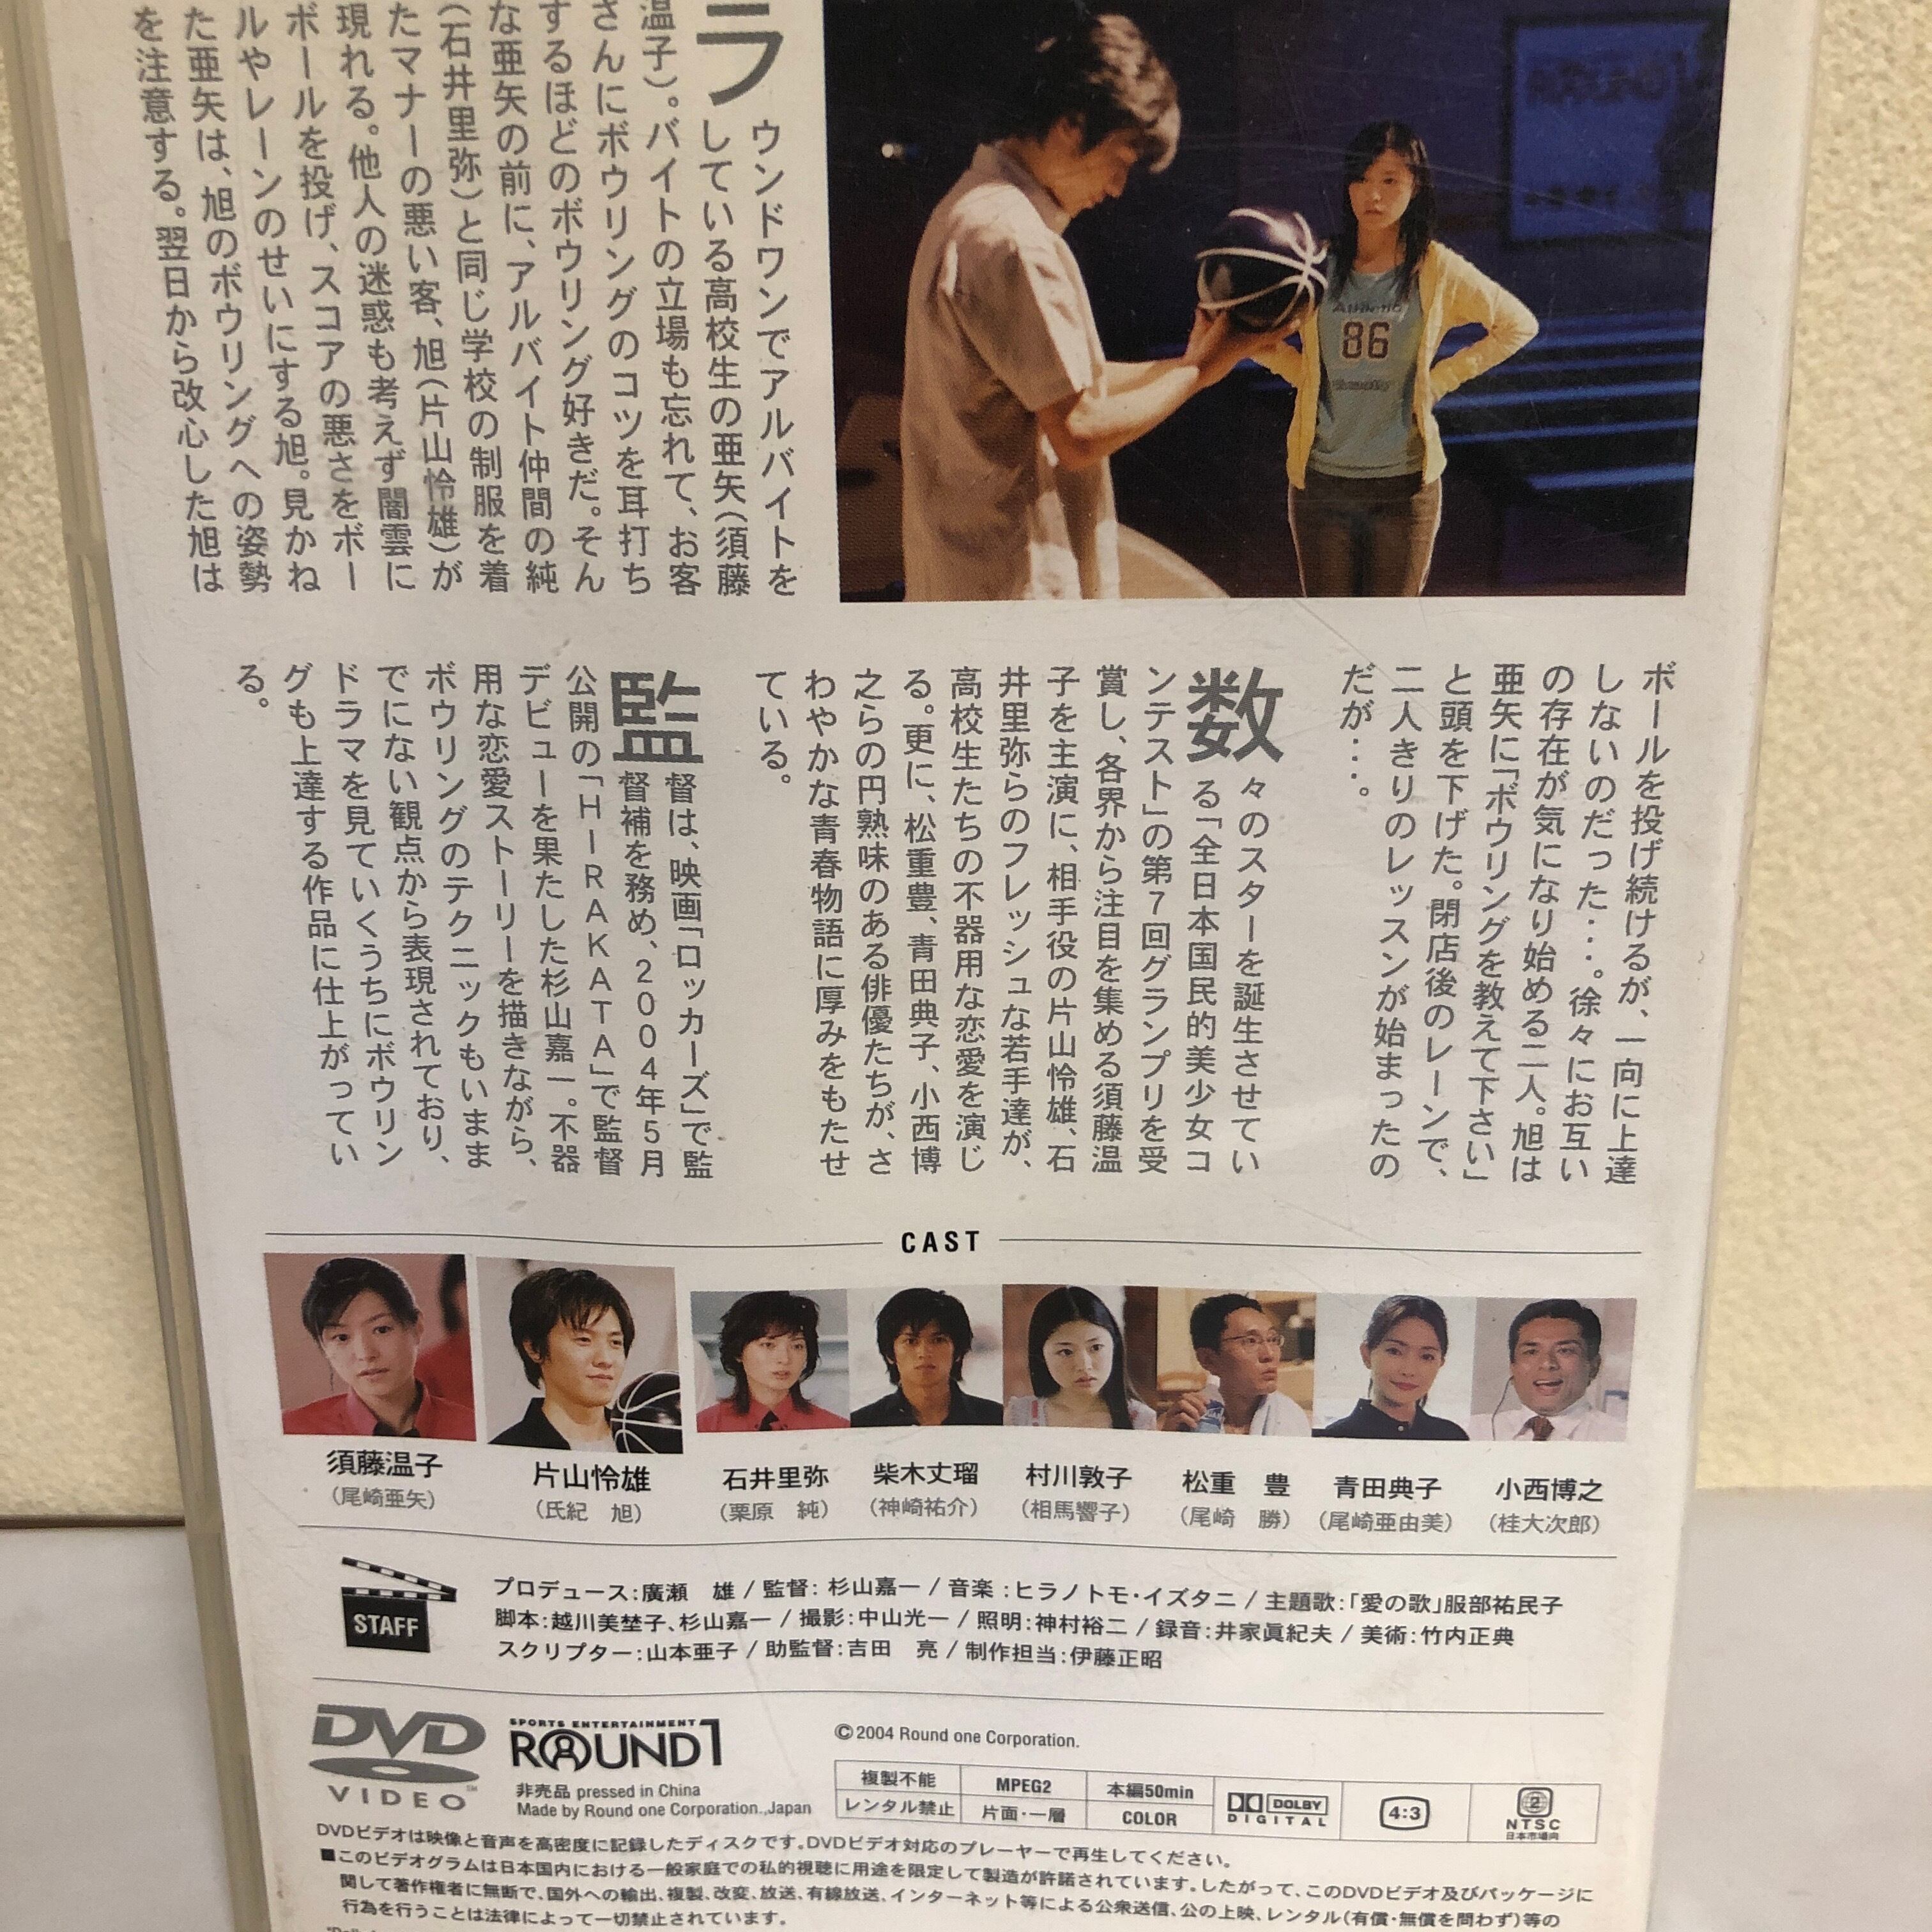 ラ
ウンドワンでアルバイトを
している高校生の亜矢(須藤
温子)。バイトの立場も忘れて、お客
さんにボウリングのコツを耳打ち
するほどのボウリング好きだ。そん
な亜矢の前に、アルバイト仲間の純
(石井里弥)と同じ学校の制服を着
たマナーの悪い客、旭(片山怜雄)が
現れる。他人の迷惑も考えず闇雲に
ボールを投げ、スコアの悪さをボー
ルやレーンのせいにする旭。見かね
た亜矢は、旭のボウリングへの姿勢
を注意する。翌日から改心した旭は
Athletic
86
ボールを投げ続けるが、一向に上達
しないのだった・・・。徐々にお互い
の存在が気になり始める二人。旭は
亜矢に「ボウリングを教えて下さい」
と頭を下げた。閉店後のレーンで、
二人きりのレッスンが始まったの
だが・・・。
数
々のスターを誕生させてい
る「全日本国民的美少女コ
ンテスト」の第7回グランプリを受
賞し、各界から注目を集める須藤温
子を主演に、相手役の片山怜雄、石
井里弥らのフレッシュな若手達が、
高校生たちの不器用な恋愛を演じ
る。更に、松重豊、青田典子、小西博
之らの円熟味のある俳優たちが、さ
わやかな青春物語に厚みをもたせ
ている。
監
督は、映画「ロッカーズ」で監
督補を務め、2004年5月
公開の「HIRAKATA」で監督
デビューを果たした杉山嘉一。不器
用な恋愛ストーリーを描きながら、
ボウリングのテクニックもいまま
でにない観点から表現されており、
ドラマを見ていくうちにボウリン
グも上達する作品に仕上がってい
る。
CAST
須藤温子 片山怜雄 石井里弥 柴木丈瑠 村川敦子 松重 豊 青田典子 小西博之
(尾崎亜矢) (氏紀 旭) (栗原 純) (神崎祐介) (相馬響子) (尾崎 勝) (尾崎亜由美) (桂大次郎)
STAFF
プロデュース:廣瀬 雄 / 監督: 杉山嘉一 / 音楽 :ヒラノトモ・イズタニ / 主題歌:「愛の歌」服部祐民子
脚本:越川美埜子、杉山嘉一 / 撮影:中山光一 / 照明:神村裕二 / 録音:井家眞紀夫 / 美術:竹内正典
スクリプター:山本亜子 / 助監督:吉田 亮 / 制作担当:伊藤正昭
DVD
VIDEO™
SPORTS ENTERTAINMENT
ROUND1
非売品 pressed in China
Made by Round one Corporation.,Japan
©2004 Round one Corporation.
複製不能 MPEG2 本編50min
レンタル禁止 片面・一層 COLOR
DOLBY
DIGITAL
4:3
2
NTSC
日本市場向
DVDビデオは映像と音声を高密度に記録したディスクです。DVDビデオ対応のプレーヤーで再生してください。
■このビデオグラムは日本国内における一般家庭での私的視聴に用途を限定して製造が許諾されています。したがって、このDVDビデオ及びパッケージに
関して著作権者に無断で、国外への輸出、複製、改変、放送、有線放送、インターネット等による公衆送信、公の上映、レンタル(有償・無償を問わず)等の
行為を行うことは法律によって一切禁止されています。